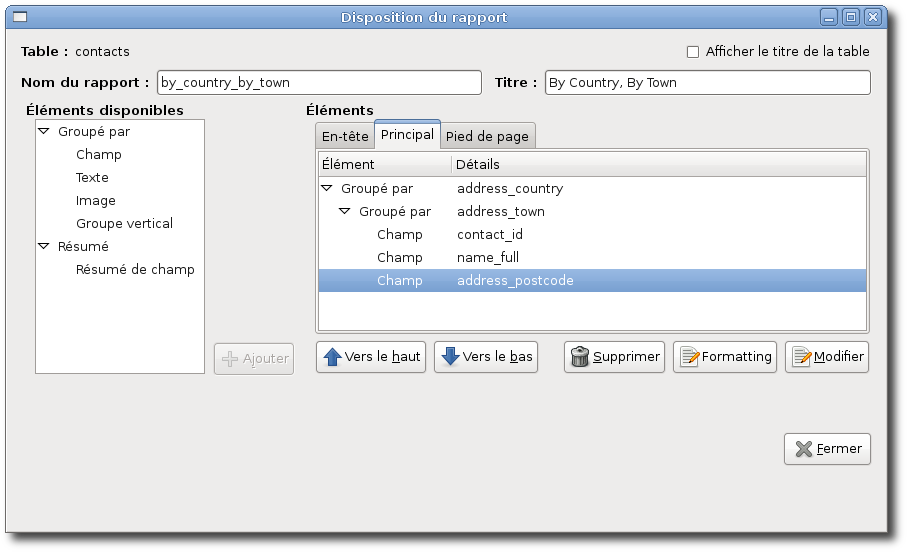 Disposition du rapport
Table : contacts
Afficher le titre de la table
Nom du rapport : by_country_by_town
Titre : By Country, By Town
Éléments disponibles
Groupé par
Champ
Texte
Image
Groupe vertical
Résumé
Résumé de champ
Ajouter
Éléments
En-tête Principal Pied de page
Élément Détails
Groupé par address_country
Groupé par address_town
Champ contact_id
Champ name_full
Champ address_postcode
Vers le haut Vers le bas Supprimer Formatting Modifier
Fermer